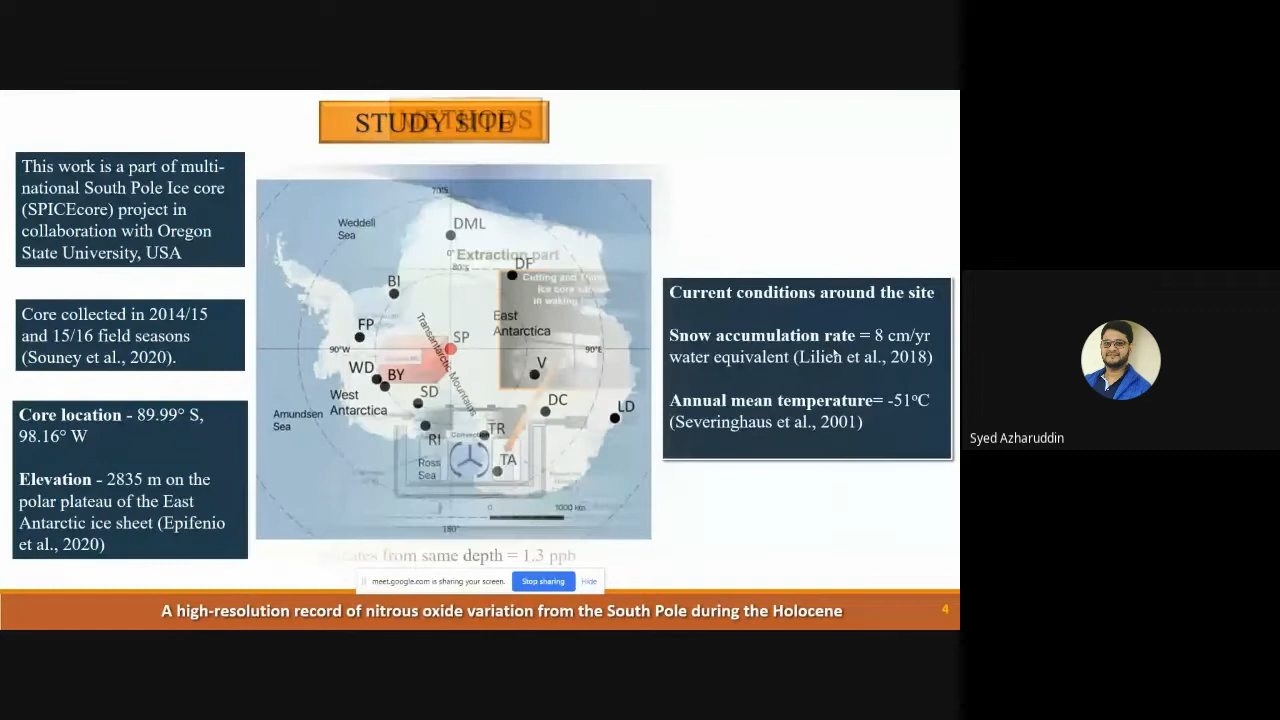 STUDY SITE
METHODS
This work is a part of multi-
national South Pole Ice core
(SPICEcore) project in
collaboration with Oregon
State University, USA
Core collected in 2014/15
and 15/16 field seasons
(Souney et al., 2020).
Core location - 89.99° S,
98.16° W
Elevation - 2835 m on the
polar plateau of the East
Antarctic ice sheet (Epifenio
et al., 2020)
70°S
Weddell
Sea
DML
0°
80°S
Extraction part
DF
Cutting and
Ice core
in walking
BI
East
Antarctica
FP
Transantarctic Mountains
SP
90°W
90°E
WD
BY
V
West
Antarctica
SD
DC
LD
Amundsen
Sea
RI
TR
Convection
Ross
Sea
TA
0
1000 km
180°
from same depth = 1.3 ppb
Current conditions around the site
Snow accumulation rate = 8 cm/yr
water equivalent (Lilien et al., 2018)
Annual mean temperature= -51°C
(Severinghaus et al., 2001)
meet.google.com is sharing your screen.
Stop sharing
Hide
A high-resolution record of nitrous oxide variation from the South Pole during the Holocene
4
Syed Azharuddin